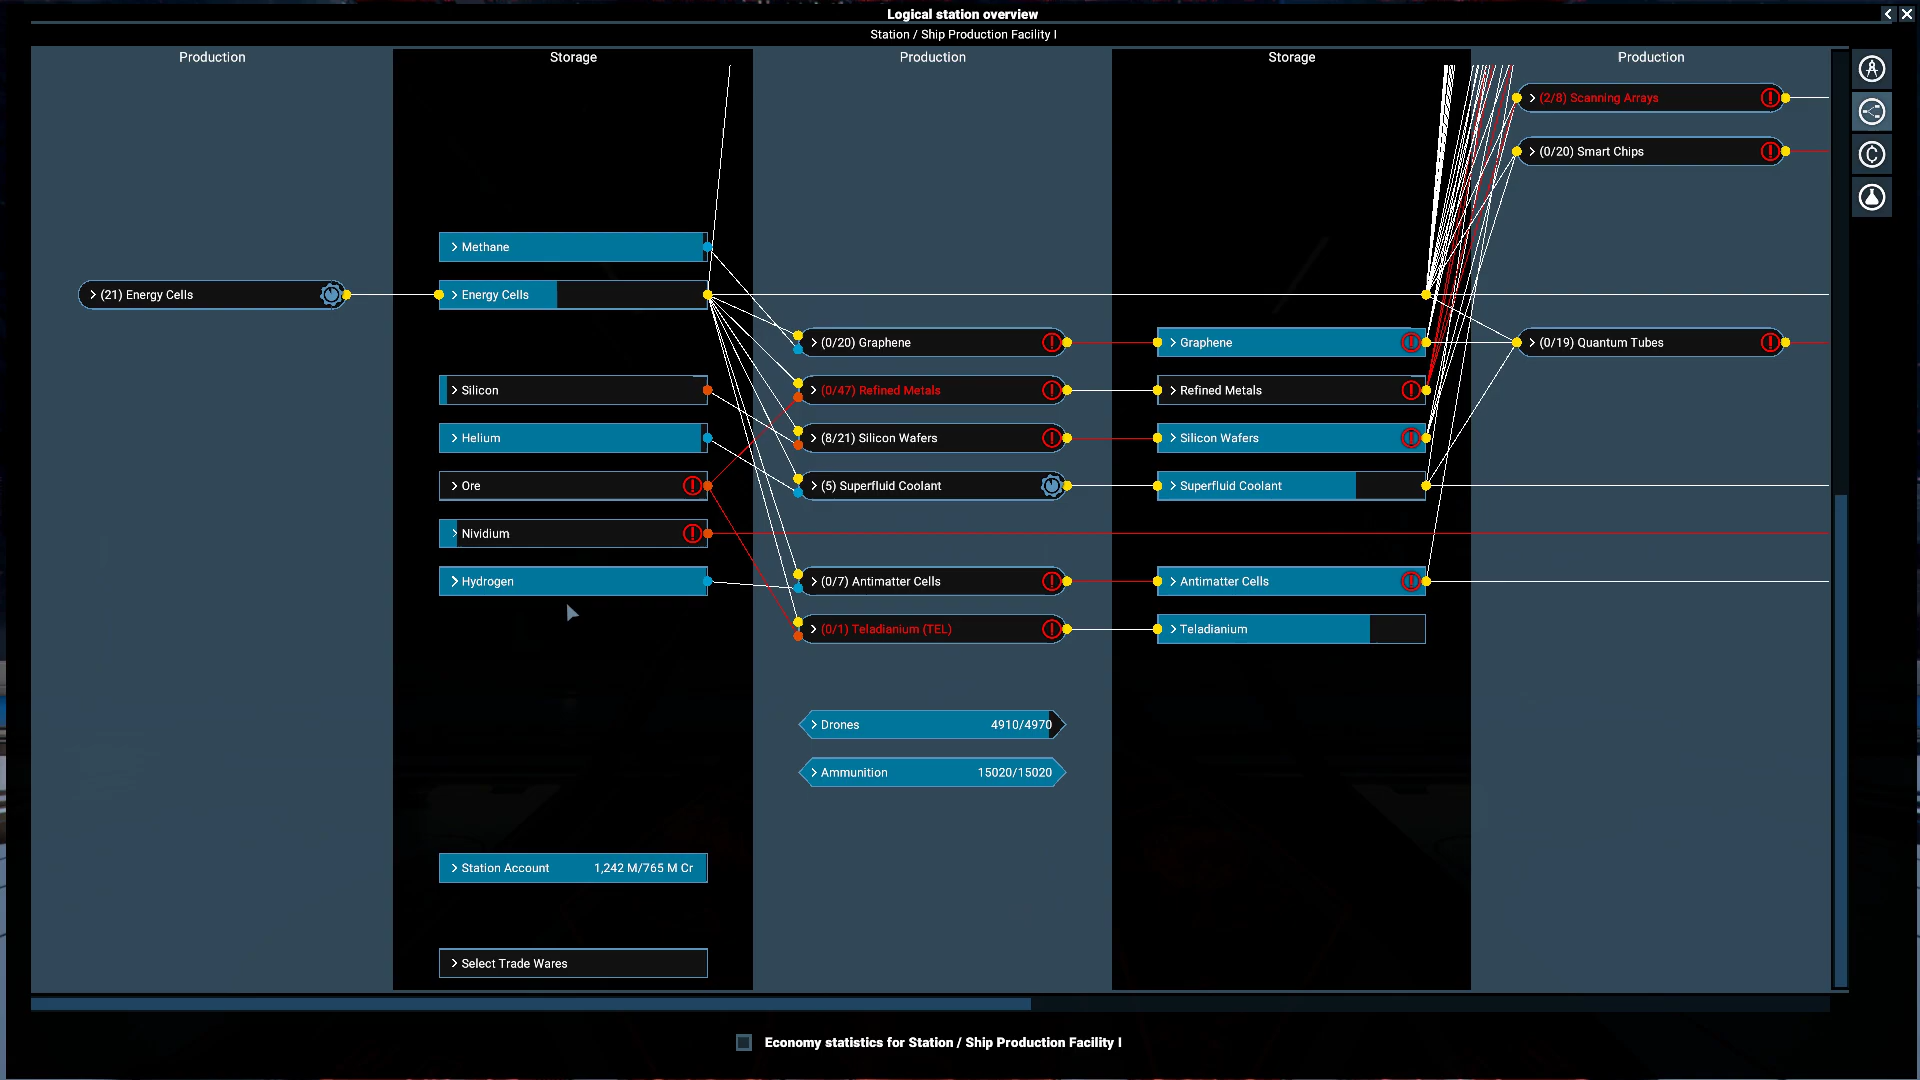 Logical station overview
Station / Ship Production Facility I
Production
Storage
Production
Storage
Production
(2/8) Scanning Arrays
(0/20) Smart Chips
Methane
(21) Energy Cells
Energy Cells
(0/20) Graphene
Graphene
(0/19) Quantum Tubes
Silicon
(0/47) Refined Metals
Refined Metals
Helium
(8/21) Silicon Wafers
Silicon Wafers
Ore
(5) Superfluid Coolant
Superfluid Coolant
Nividium
Hydrogen
(0/7) Antimatter Cells
Antimatter Cells
(0/1) Teladianium (TEL)
Teladianium
Drones 4910/4970
Ammunition 15020/15020
Station Account 1,242 M/765 M Cr
Select Trade Wares
Economy statistics for Station / Ship Production Facility I